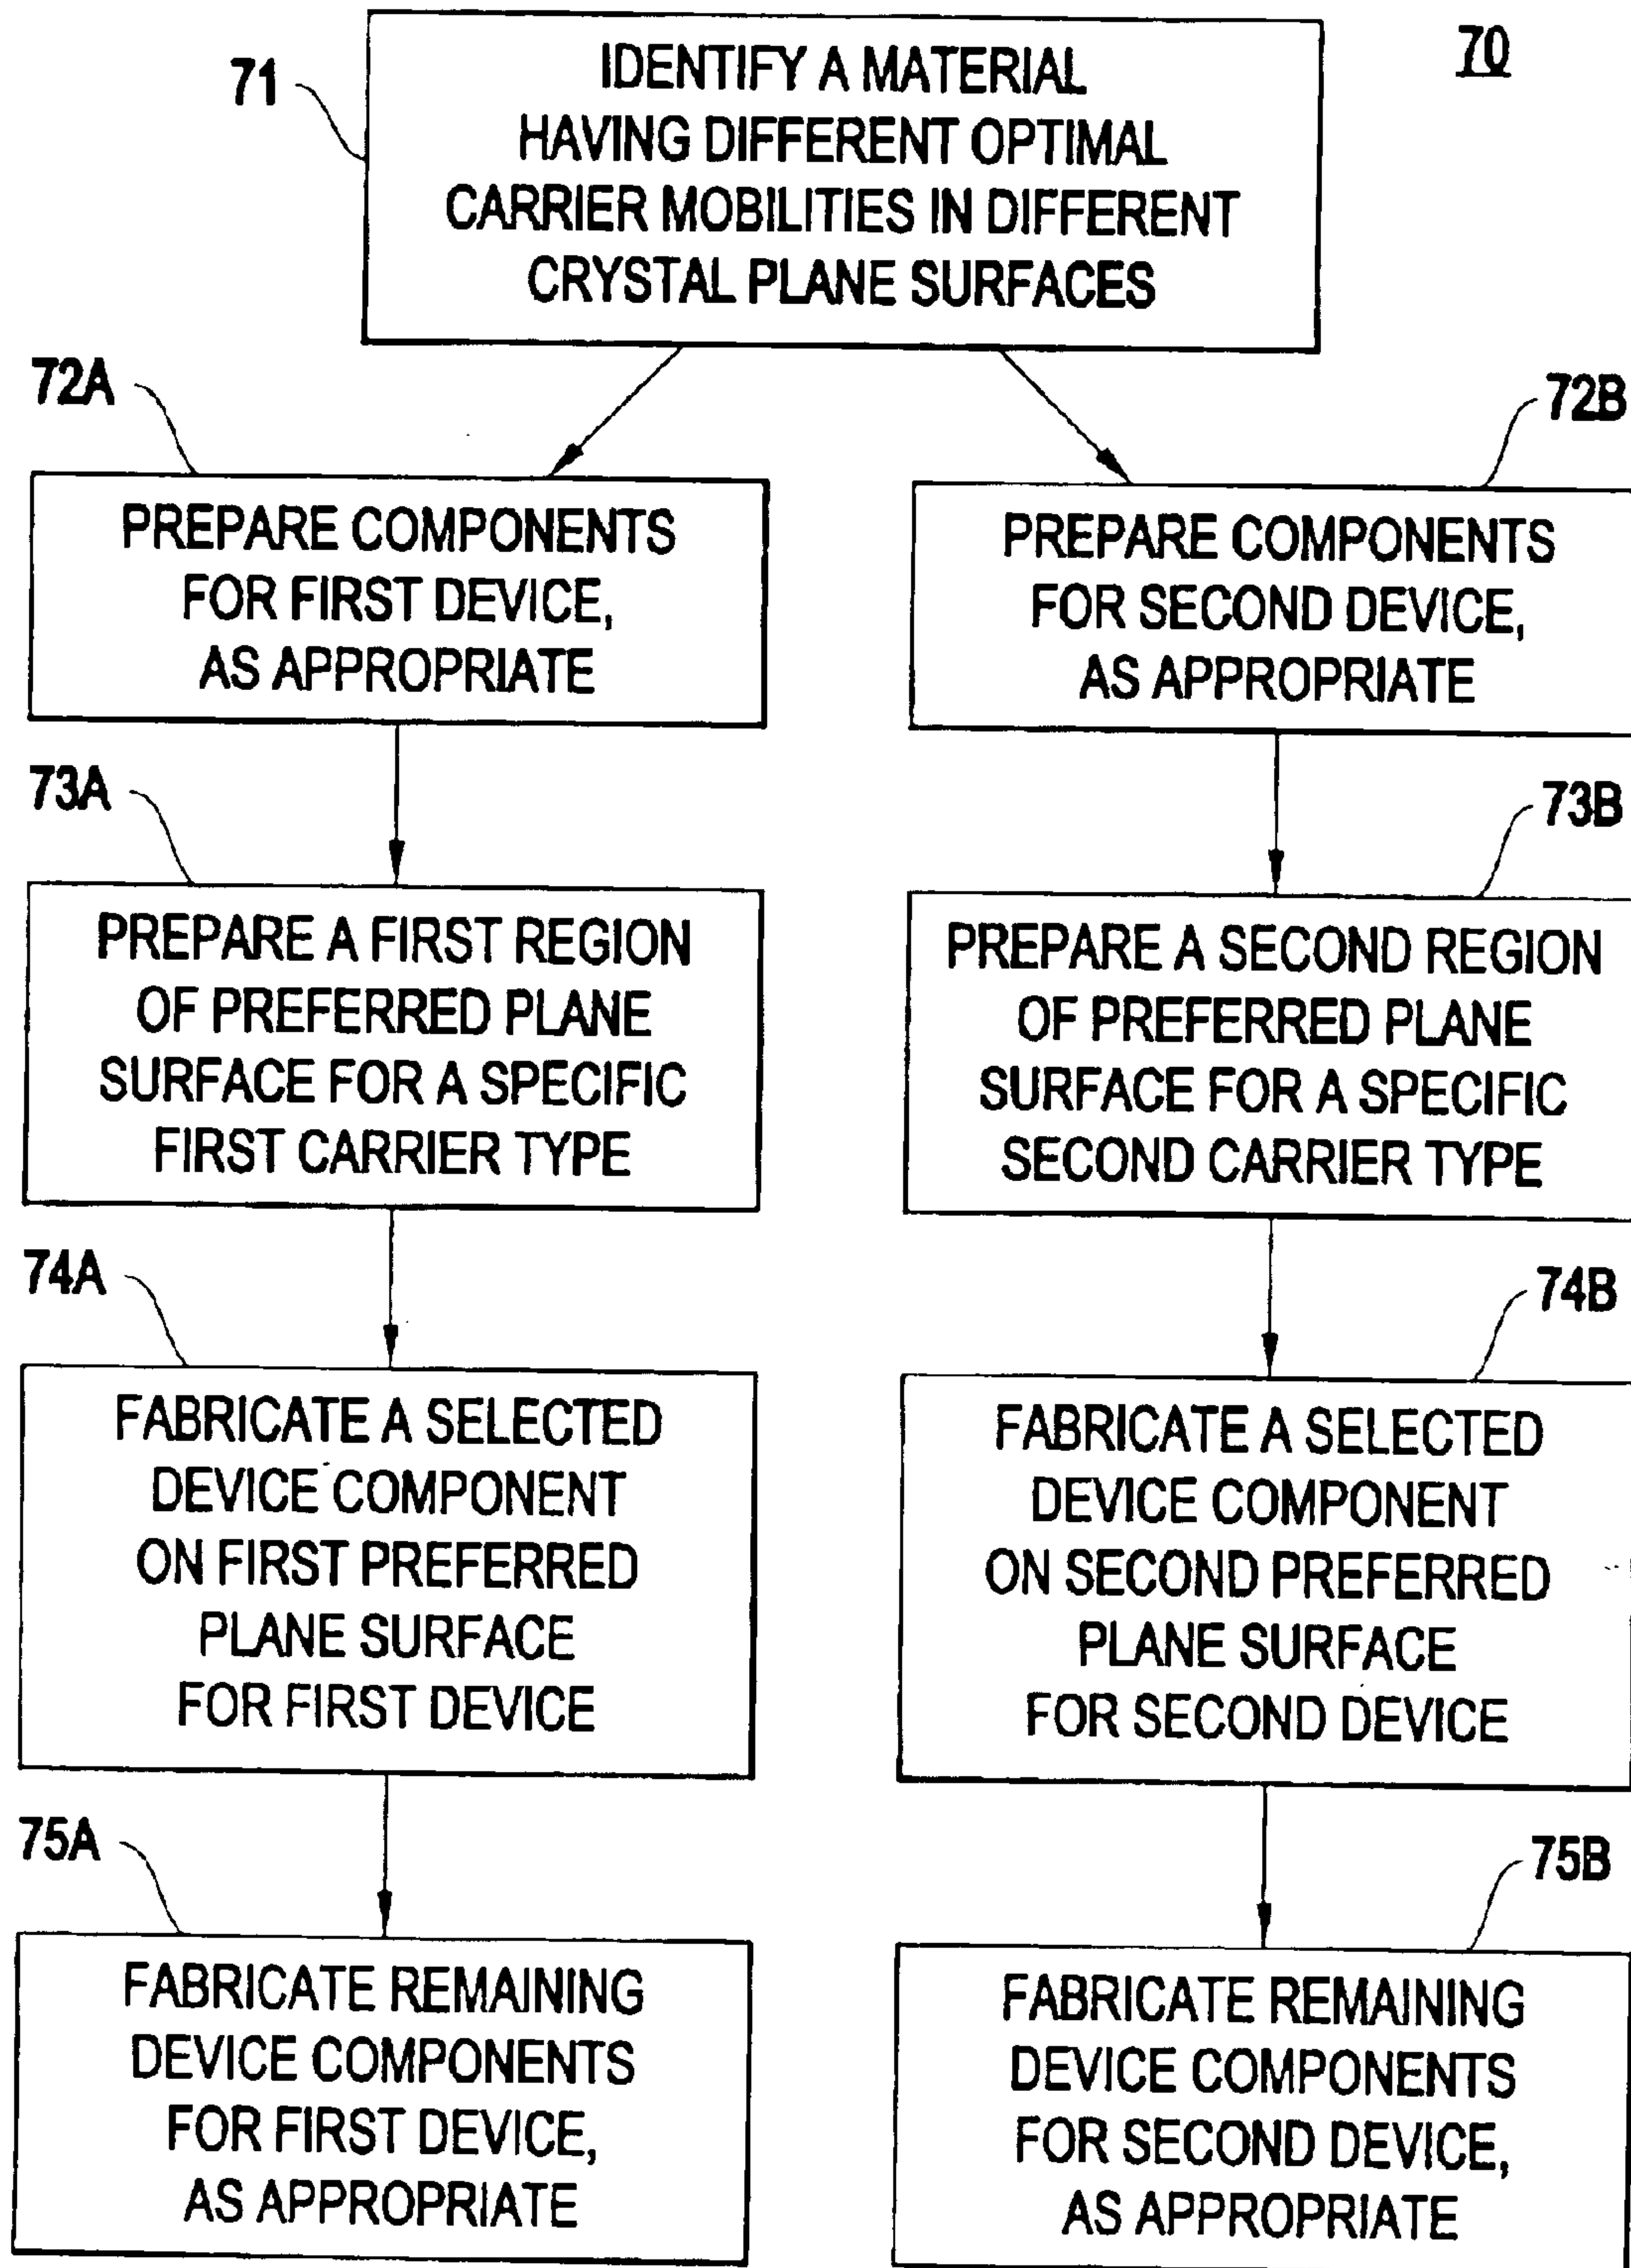 70
71
IDENTIFY A MATERIAL
HAVING DIFFERENT OPTIMAL
CARRIER MOBILITIES IN DIFFERENT
CRYSTAL PLANE SURFACES
72A
PREPARE COMPONENTS
FOR FIRST DEVICE,
AS APPROPRIATE
72B
PREPARE COMPONENTS
FOR SECOND DEVICE,
AS APPROPRIATE
73A
PREPARE A FIRST REGION
OF PREFERRED PLANE
SURFACE FOR A SPECIFIC
FIRST CARRIER TYPE
73B
PREPARE A SECOND REGION
OF PREFERRED PLANE
SURFACE FOR A SPECIFIC
SECOND CARRIER TYPE
74A
FABRICATE A SELECTED
DEVICE COMPONENT
ON FIRST PREFERRED
PLANE SURFACE
FOR FIRST DEVICE
74B
FABRICATE A SELECTED
DEVICE COMPONENT
ON SECOND PREFERRED
PLANE SURFACE
FOR SECOND DEVICE
75A
FABRICATE REMAINING
DEVICE COMPONENTS
FOR FIRST DEVICE,
AS APPROPRIATE
75B
FABRICATE REMAINING
DEVICE COMPONENTS
FOR SECOND DEVICE,
AS APPROPRIATE